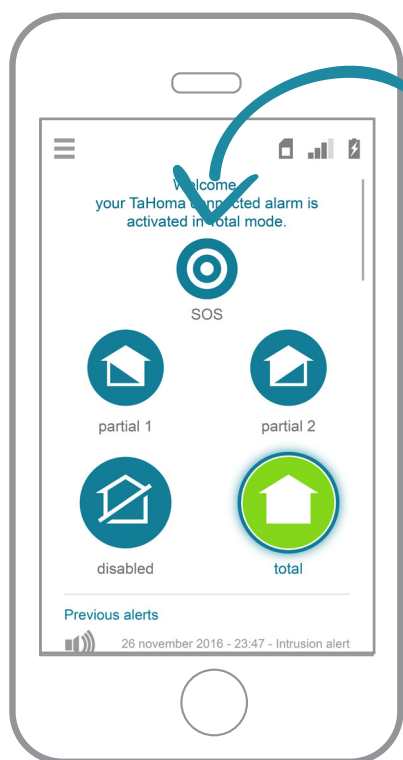 Welcome,
your TaHoma connected alarm is
activated in Total mode.
SOS
partial 1
partial 2
disabled
total
Previous alerts
26 november 2016 - 23:47 - Intrusion alert